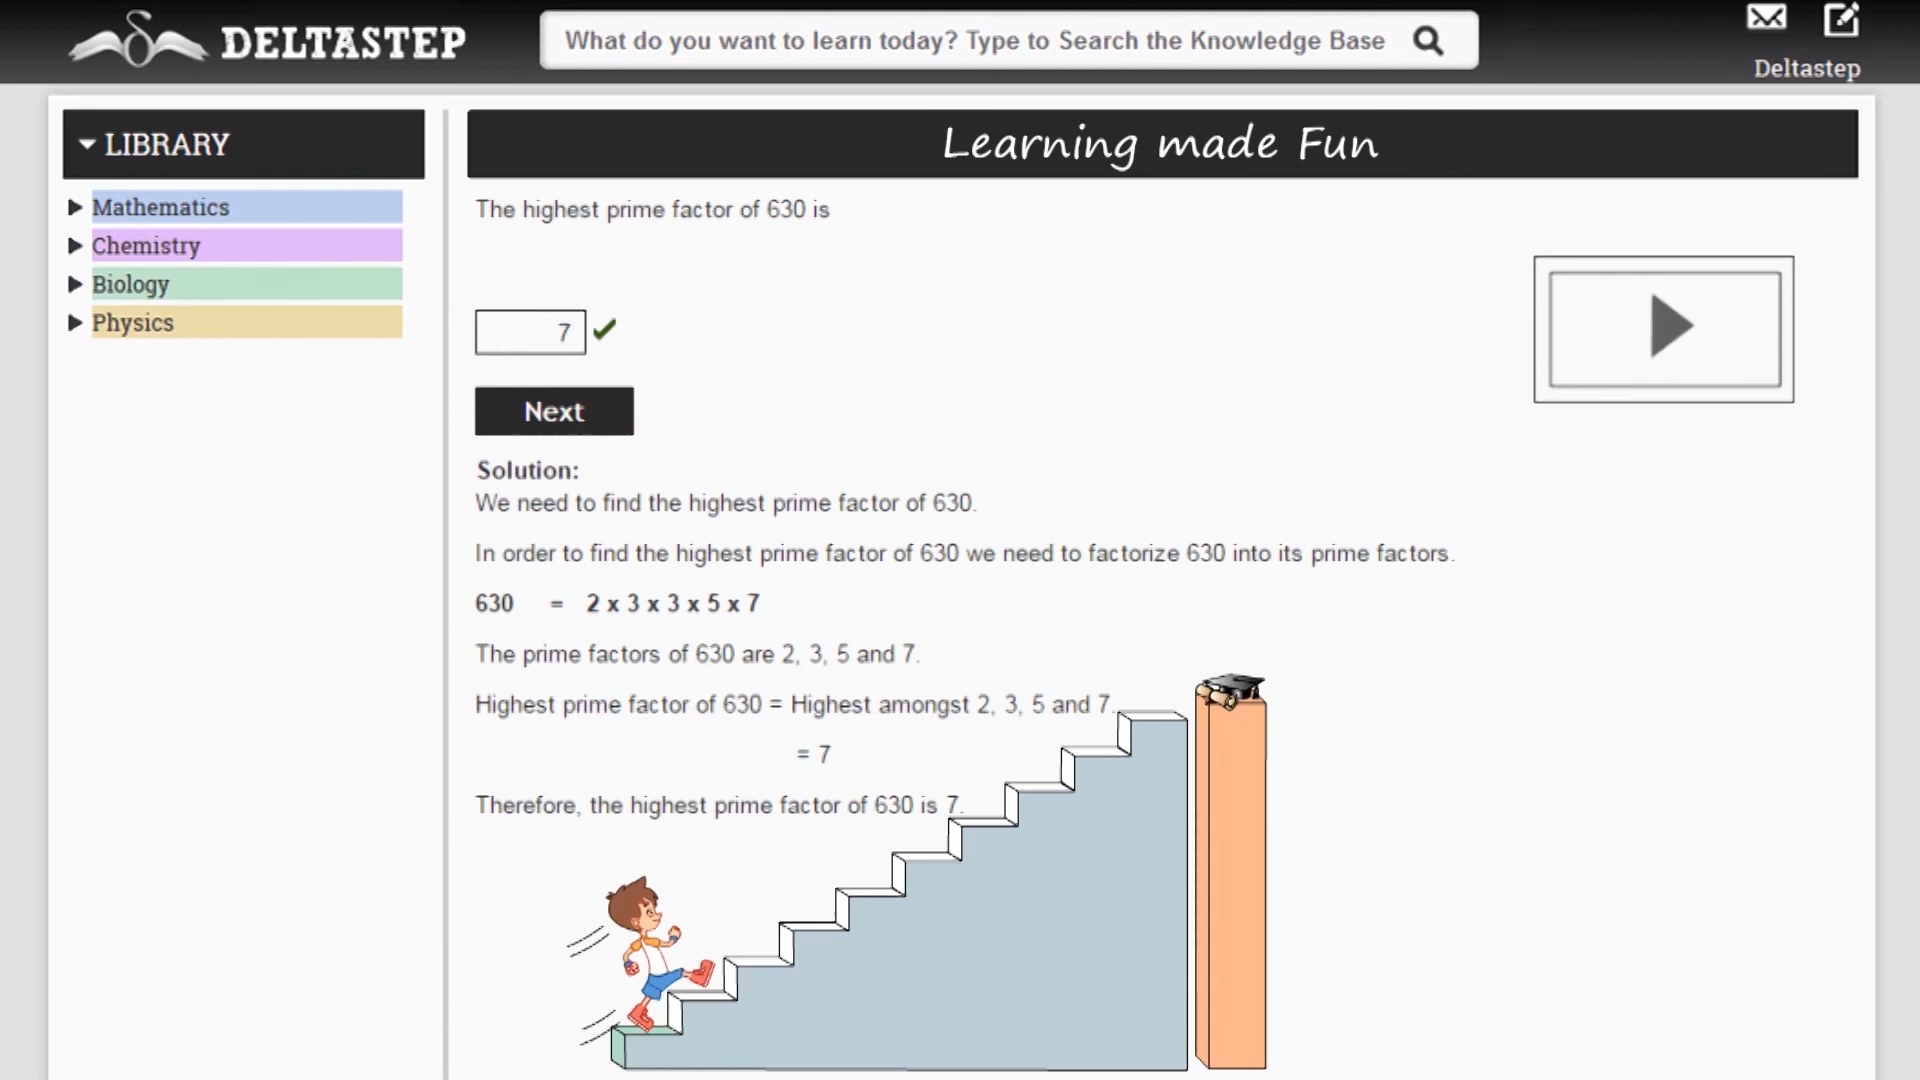 DELTASTEP
What do you want to learn today? Type to Search the Knowledge Base
Deltastep
LIBRARY
Mathematics
Chemistry
Biology
Physics
Learning made Fun
The highest prime factor of 630 is
7
Next
Solution:
We need to find the highest prime factor of 630.
In order to find the highest prime factor of 630 we need to factorize 630 into its prime factors.
630 = 2 x 3 x 3 x 5 x 7
The prime factors of 630 are 2, 3, 5 and 7.
Highest prime factor of 630 = Highest amongst 2, 3, 5 and 7.
= 7
Therefore, the highest prime factor of 630 is 7.